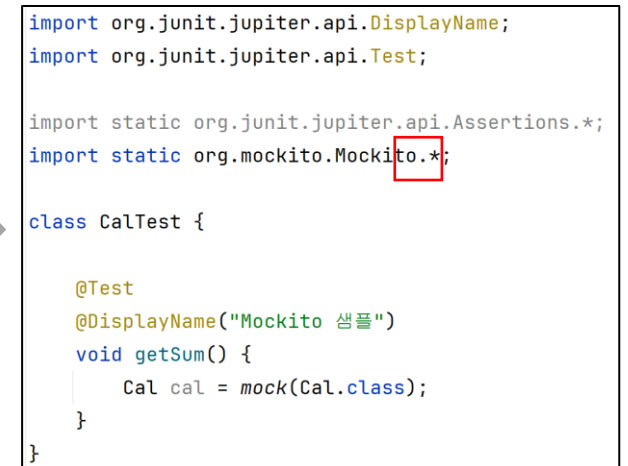 import org.junit.jupiter.api.DisplayName;
import org.junit.jupiter.api.Test;
import static org.junit.jupiter.api.Assertions.*;
import static org.mockito.Mockito.*;
class CalTest {
@Test
@DisplayName("Mockito 샘플")
void getSum() {
Cal cal = mock(Cal.class);
}
}